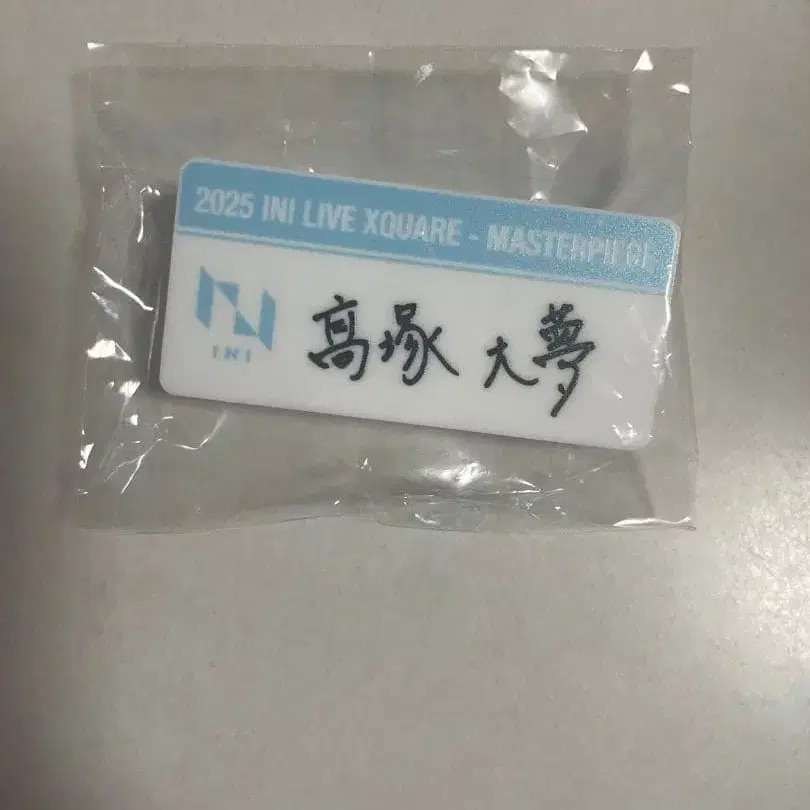 2025 INI LIVE XQUARE - MASTERPIECE
INI
高塚 大夢